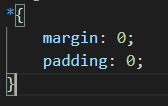 *{
    margin: 0;
    padding: 0;
}